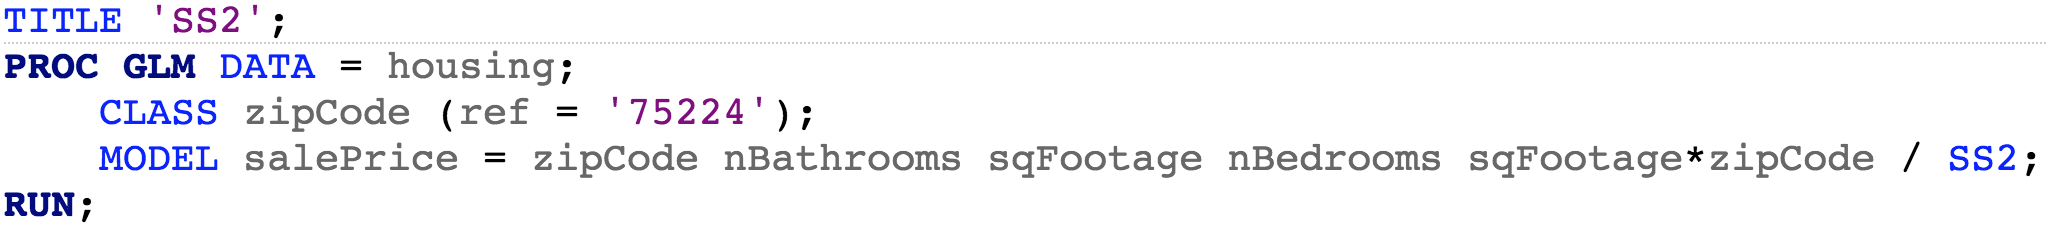 TITLE 'SS2';
PROC GLM DATA = housing;
    CLASS zipCode (ref = '75224');
    MODEL salePrice = zipCode nBathrooms sqFootage nBedrooms sqFootage*zipCode / SS2;
RUN;